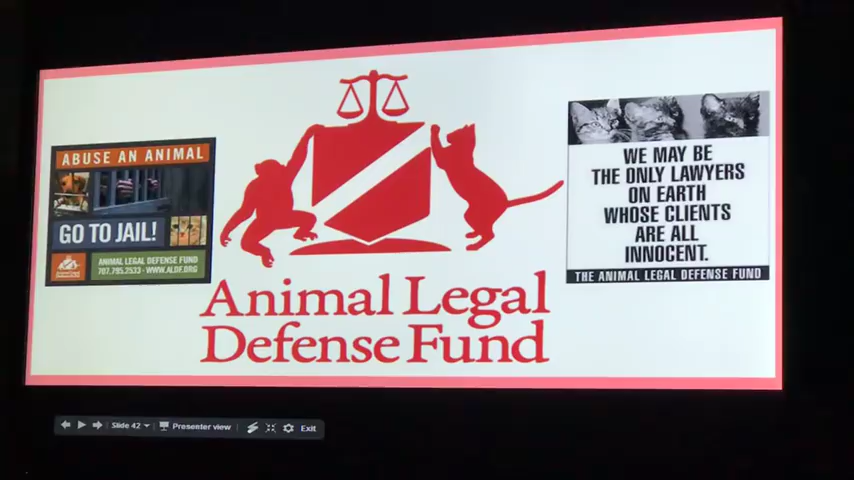 ABUSE AN ANIMAL
GO TO JAIL!
ANIMAL LEGAL DEFENSE FUND
707.795.2533 - WWW.ALDF.ORG
Animal Legal
Defense Fund
WE MAY BE
THE ONLY LAWYERS
ON EARTH
WHOSE CLIENTS
ARE ALL
INNOCENT.
THE ANIMAL LEGAL DEFENSE FUND
Slide 42
Presenter view
Exit